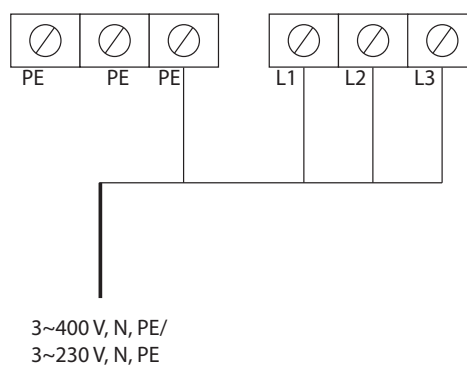 PE PE PE L1 L2 L3
3~400 V, N, PE/
3~230 V, N, PE